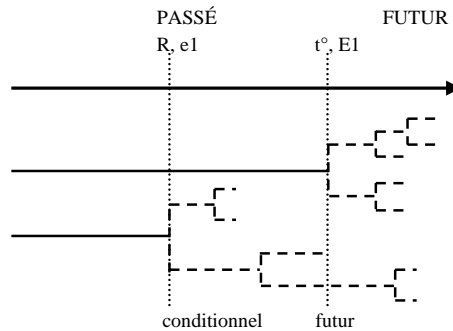 PASSÉ FUTUR
R, e1 t°, E1
conditionnel futur